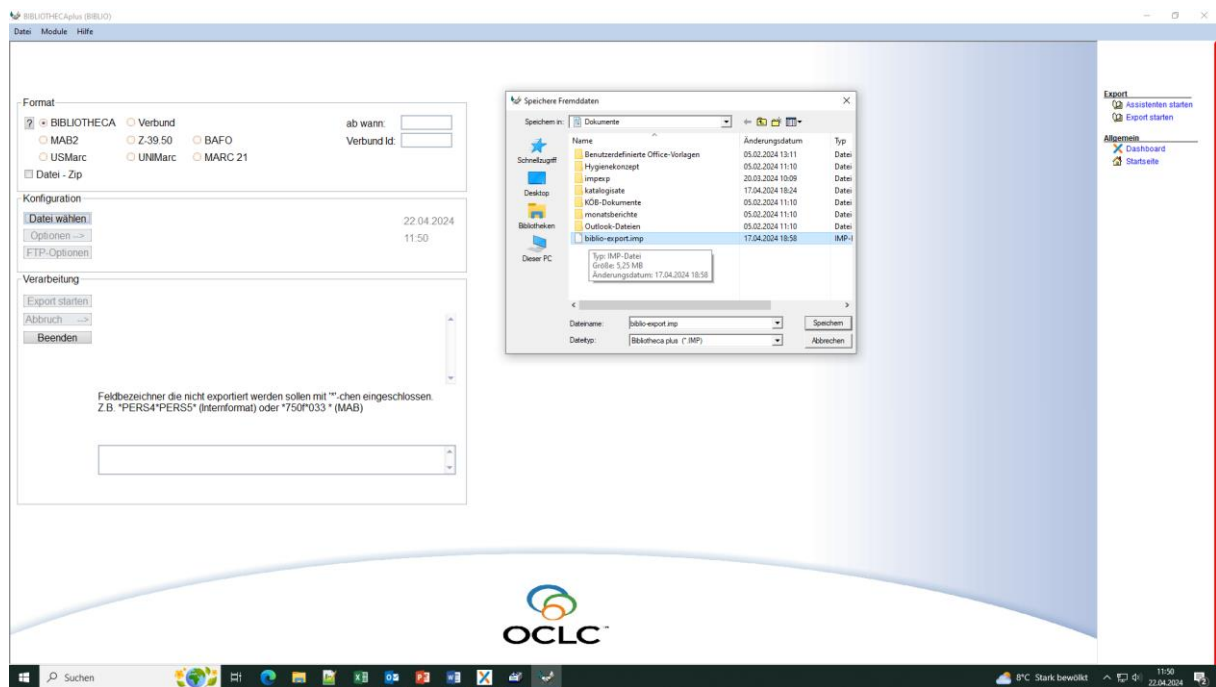 BIBLIOTHECAplus (BIBLIO)
Datei Module Hilfe
Format
? BIBLIOTHECA Verbund ab wann:
MAB2 Z-39.50 BAFO Verbund Id:
USMarc UNIMarc MARC 21
Datei - Zip
Konfiguration
Datei wählen 22.04.2024
Optionen --> 11:50
FTP-Optionen
Verarbeitung
Export starten
Abbruch -->
Beenden
Feldbezeichner die nicht exportiert werden sollen mit "*"-chen eingeschlossen.
Z.B. *PERS4*PERS5* (Internformat) oder *750f*033 * (MAB)
Speichere Fremddaten
Speichern in: Dokumente
Name Änderungsdatum Typ
Benutzerdefinierte Office-Vorlagen 05.02.2024 13:11 Datei
Hygienekonzept 05.02.2024 11:10 Datei
impexp 20.03.2024 10:09 Datei
katalogisate 17.04.2024 18:24 Datei
KÖB-Dokumente 05.02.2024 11:10 Datei
monatsberichte 05.02.2024 11:10 Datei
Outlook-Dateien 05.02.2024 11:10 Datei
biblio-export.imp 17.04.2024 18:58 IMP-I
Schnellzugriff
Desktop
Bibliotheken
Dieser PC
Typ: IMP-Datei
Größe: 5,25 MB
Änderungsdatum: 17.04.2024 18:58
Dateiname: biblio-export.imp Speichern
Dateityp: Bibliotheca plus (*.IMP) Abbrechen
Export
Assistenten starten
Export starten
Allgemein
Dashboard
Startseite
OCLC™
Suchen
8°C Stark bewölkt 11:50
22.04.2024